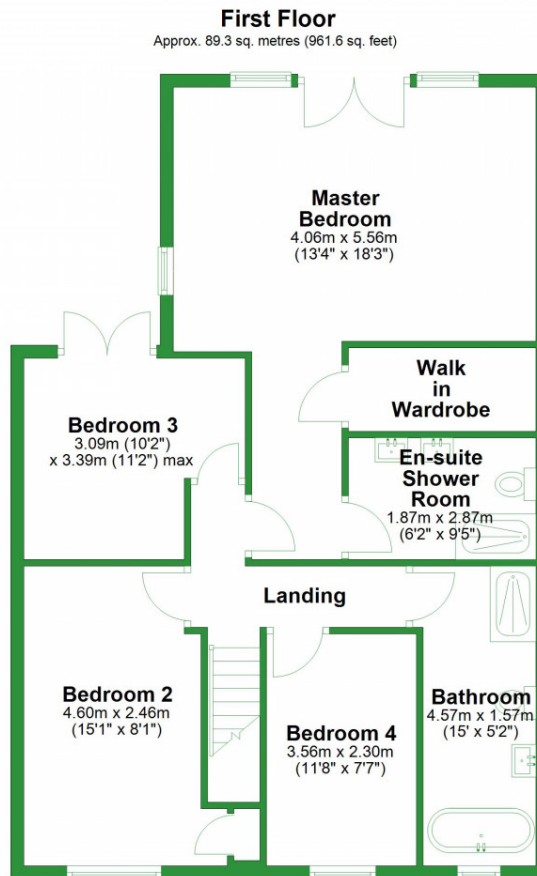 First Floor
Approx. 89.3 sq. metres (961.6 sq. feet)
Master
Bedroom
4.06m x 5.56m
(13'4" x 18'3")
Walk
in
Wardrobe
Bedroom 3
3.09m (10'2")
x 3.39m (11'2") max
En-suite
Shower
Room
1.87m x 2.87m
(6'2" x 9'5")
Landing
Bedroom 2
4.60m x 2.46m
(15'1" x 8'1")
Bedroom 4
3.56m x 2.30m
(11'8" x 7'7")
Bathroom
4.57m x 1.57m
(15' x 5'2")